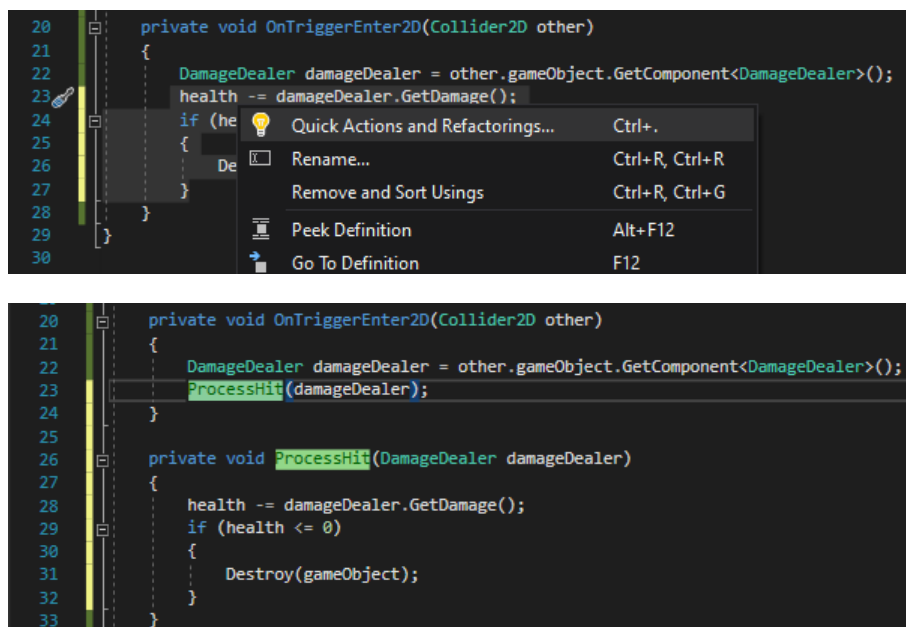 20 private void OnTriggerEnter2D(Collider2D other)
21 {
22 DamageDealer damageDealer = other.gameObject.GetComponent<DamageDealer>();
23 health -= damageDealer.GetDamage();
24 if (he
Quick Actions and Refactorings... Ctrl+.
25 {
26 De
Rename... Ctrl+R, Ctrl+R
27 }
Remove and Sort Usings Ctrl+R, Ctrl+G
28 }
29 }
Peek Definition Alt+F12
30
Go To Definition F12
20 private void OnTriggerEnter2D(Collider2D other)
21 {
22 DamageDealer damageDealer = other.gameObject.GetComponent<DamageDealer>();
23 ProcessHit(damageDealer);
24 }
25
26 private void ProcessHit(DamageDealer damageDealer)
27 {
28 health -= damageDealer.GetDamage();
29 if (health <= 0)
30 {
31 Destroy(gameObject);
32 }
33 }